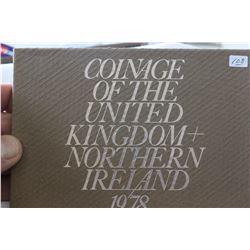 COINAGE
OF THE
UNITED
KINGDOM+
NORTHERN
IRELAND
1978